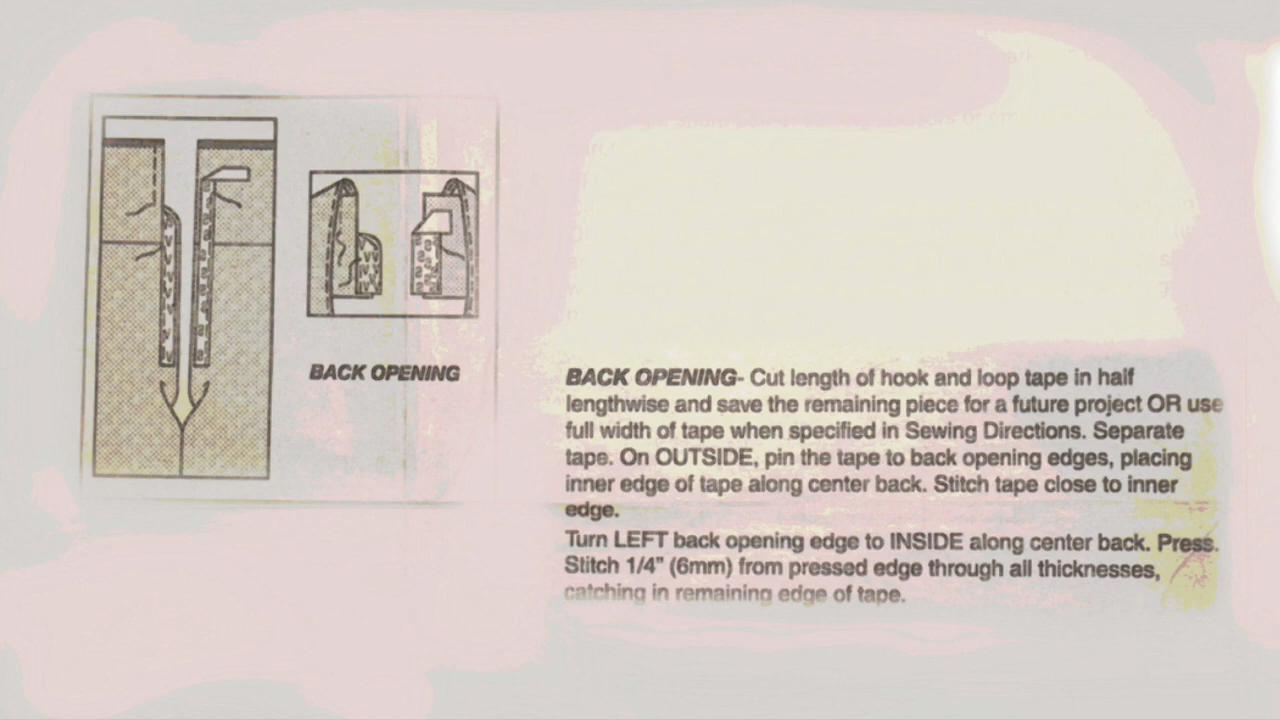 BACK OPENING
BACK OPENING- Cut length of hook and loop tape in half
lengthwise and save the remaining piece for a future project OR use
full width of tape when specified in Sewing Directions. Separate
tape. On OUTSIDE, pin the tape to back opening edges, placing
inner edge of tape along center back. Stitch tape close to inner
edge.
Turn LEFT back opening edge to INSIDE along center back. Press.
Stitch 1/4" (6mm) from pressed edge through all thicknesses,
catching in remaining edge of tape.